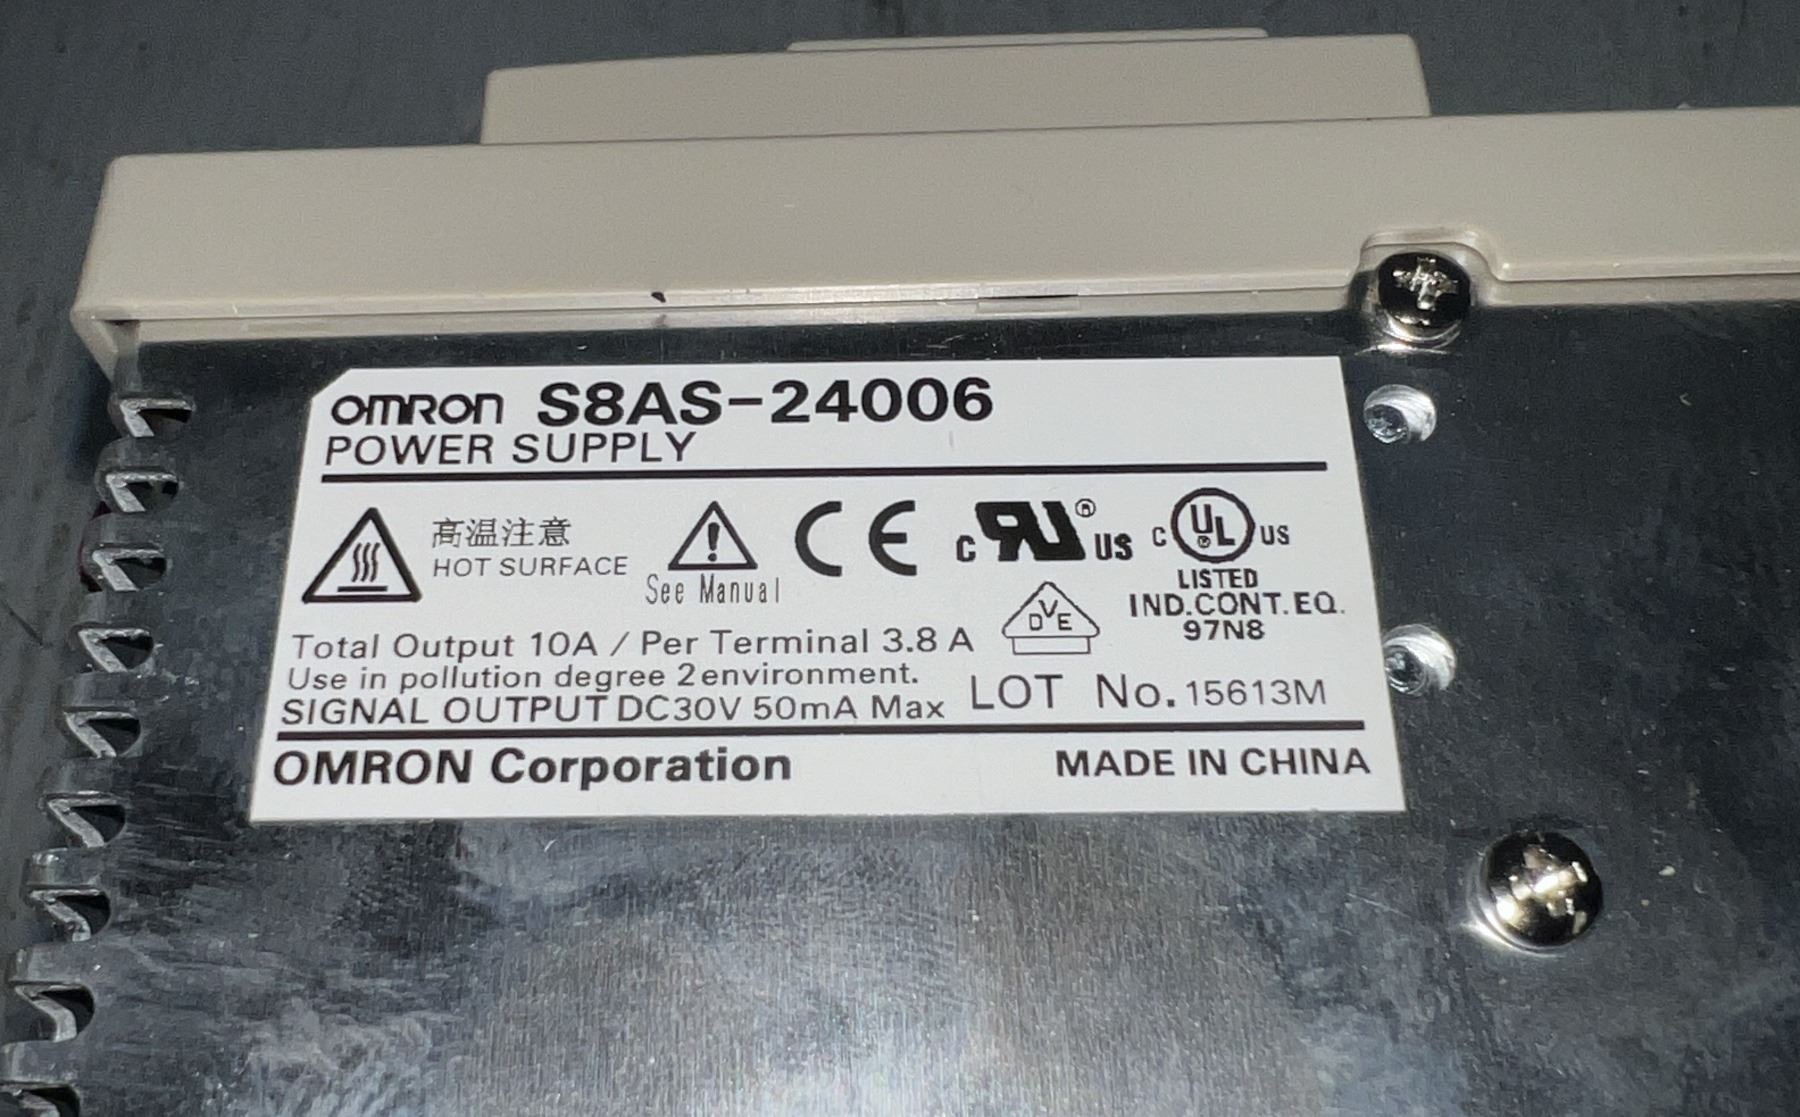 OMRON S8AS-24006
POWER SUPPLY
高温注意
HOT SURFACE
See Manual
CE
c RU ® US
c UL ® US
LISTED
IND.CONT.EQ.
97N8
DVE
Total Output 10A / Per Terminal 3.8 A
Use in pollution degree 2 environment.
SIGNAL OUTPUT DC30V 50mA Max
LOT No. 15613M
OMRON Corporation
MADE IN CHINA